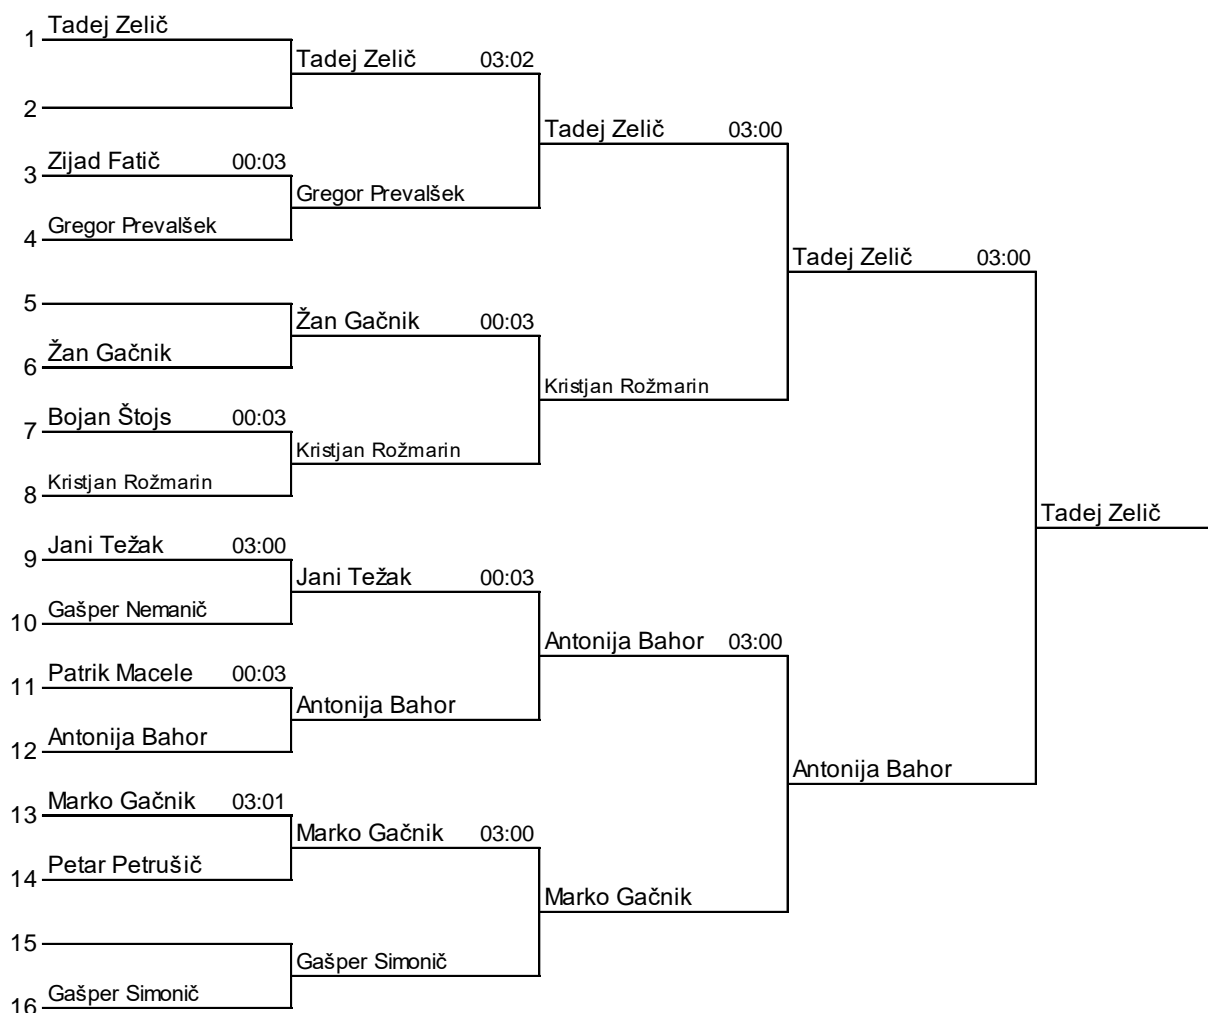 1 Tadej Zelič
Tadej Zelič 03:02
2
Tadej Zelič 03:00
3 Zijad Fatič 00:03
Gregor Prevalšek
4 Gregor Prevalšek
Tadej Zelič 03:00
5
Žan Gačnik 00:03
6 Žan Gačnik
Kristjan Rožmarin
7 Bojan Štojs 00:03
Kristjan Rožmarin
8 Kristjan Rožmarin
Tadej Zelič
9 Jani Težak 03:00
Jani Težak 00:03
10 Gašper Nemanič
Antonija Bahor 03:00
11 Patrik Macele 00:03
Antonija Bahor
12 Antonija Bahor
Antonija Bahor
13 Marko Gačnik 03:01
Marko Gačnik 03:00
14 Petar Petrušič
Marko Gačnik
15
Gašper Simonič
16 Gašper Simonič